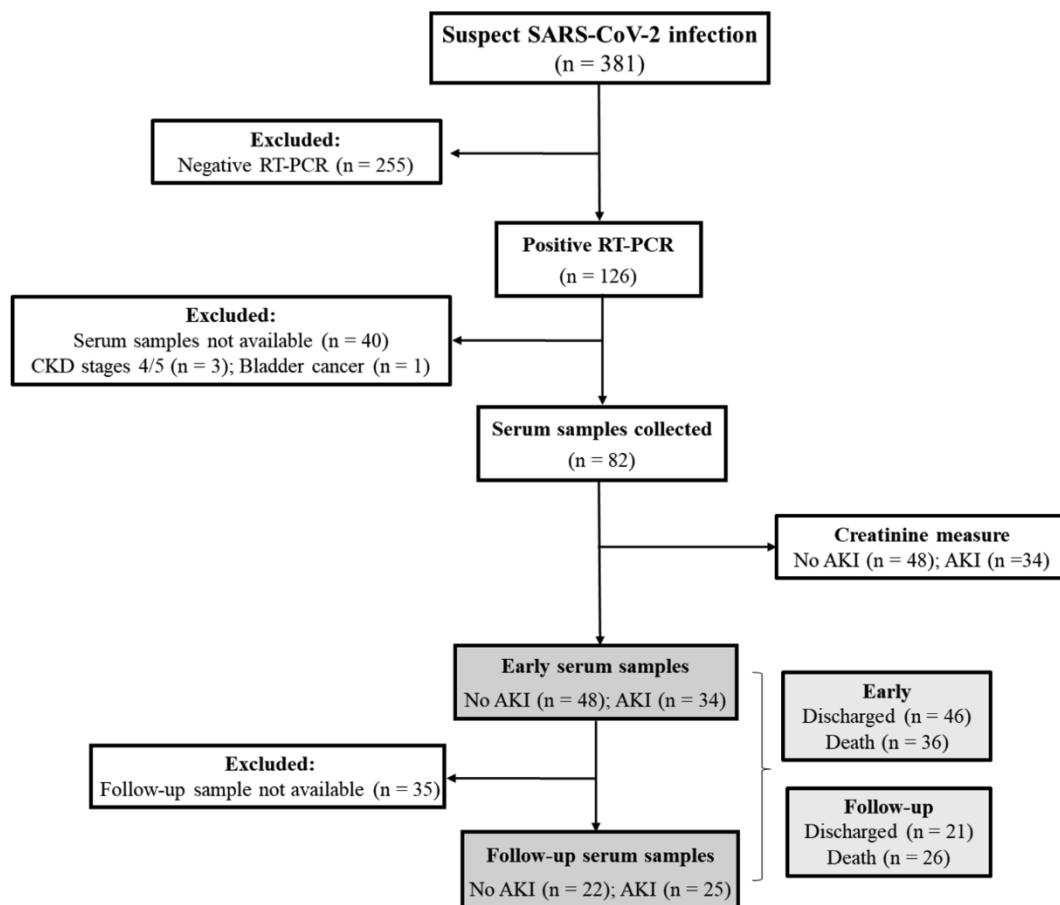 Suspect SARS-CoV-2 infection
(n = 381)
Excluded:
Negative RT-PCR (n = 255)
Positive RT-PCR
(n = 126)
Excluded:
Serum samples not available (n = 40)
CKD stages 4/5 (n = 3); Bladder cancer (n = 1)
Serum samples collected
(n = 82)
Creatinine measure
No AKI (n = 48); AKI (n =34)
Early serum samples
No AKI (n = 48); AKI (n = 34)
Early
Discharged (n = 46)
Death (n = 36)
Excluded:
Follow-up sample not available (n = 35)
Follow-up
Discharged (n = 21)
Death (n = 26)
Follow-up serum samples
No AKI (n = 22); AKI (n = 25)